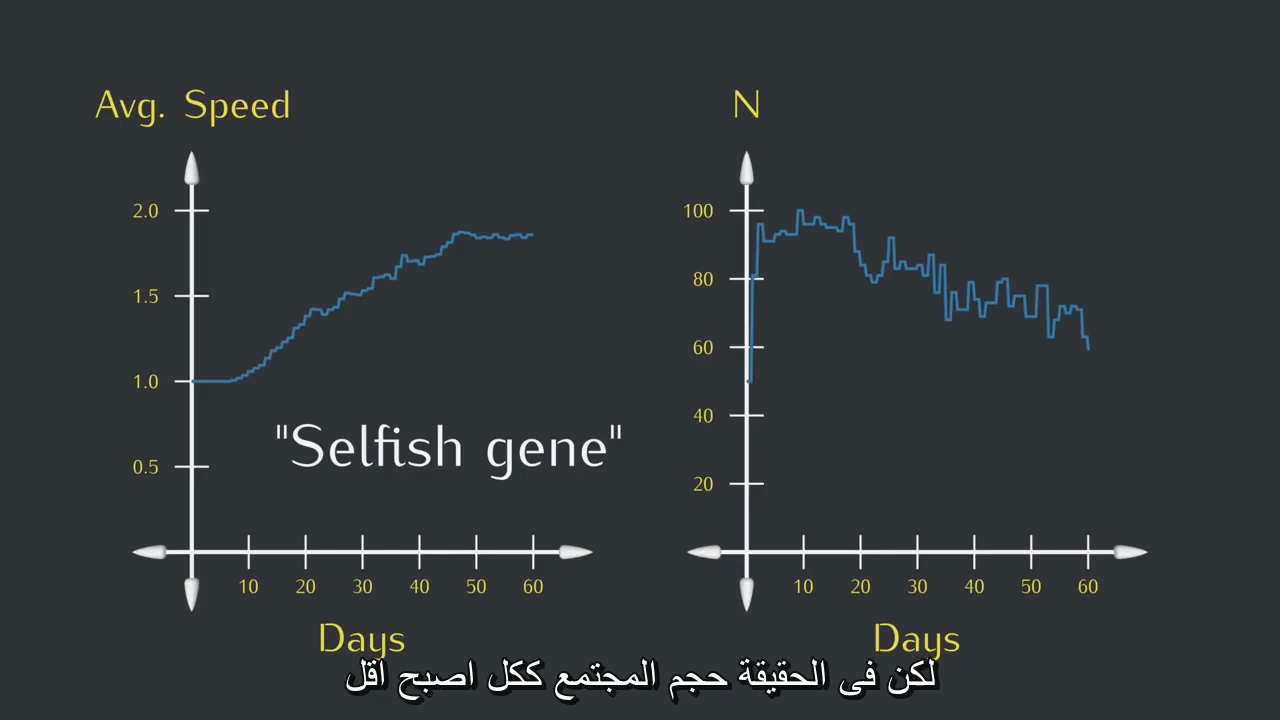 Avg. Speed
N
2.0
1.5
1.0
0.5
100
80
60
40
20
"Selfish gene"
10 20 30 40 50 60
10 20 30 40 50 60
Days
Days
لكن فى الحقيقة حجم المجتمع ككل اصبح اقل